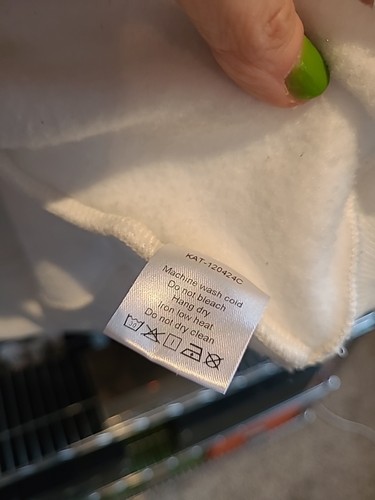 KAT-120424C
Machine wash cold
Do not bleach
Hang dry
Iron low heat
Do not dry clean